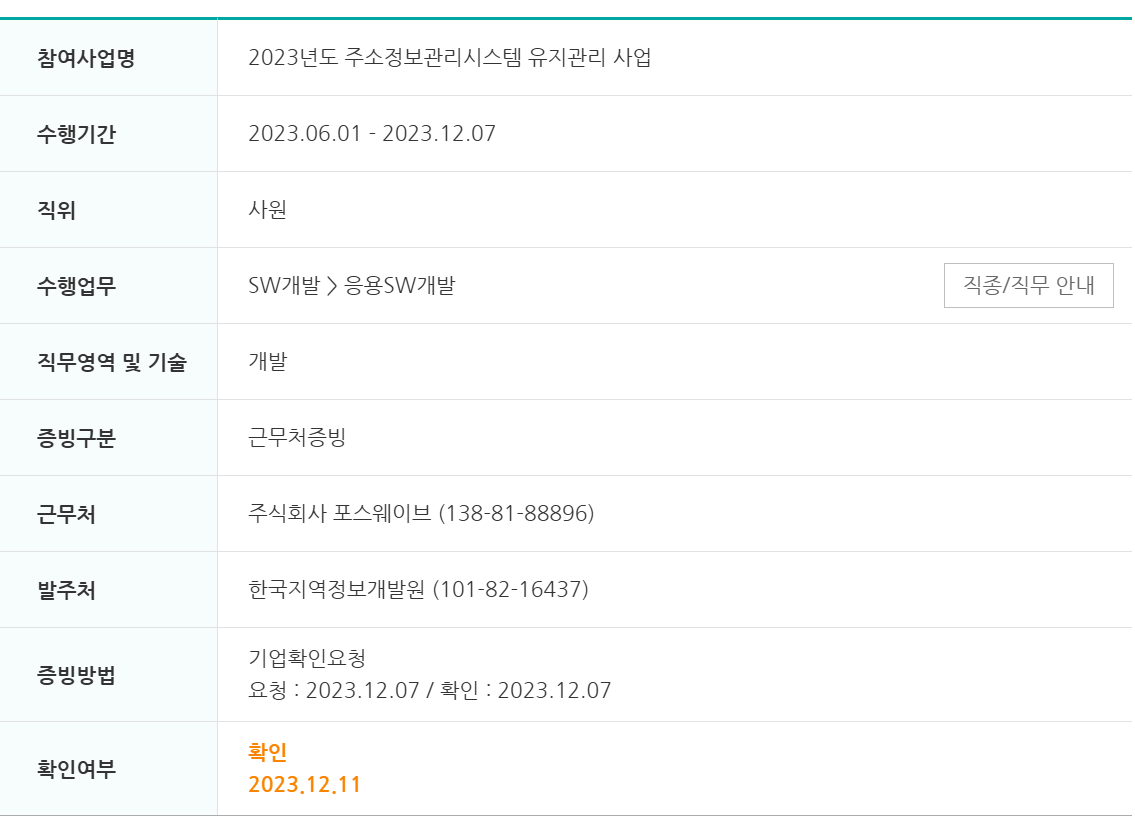 참여사업명
2023년도 주소정보관리시스템 유지관리 사업
수행기간
2023.06.01 - 2023.12.07
직위
사원
수행업무
SW개발 > 응용SW개발
직종/직무 안내
직무영역 및 기술
개발
증빙구분
근무처증빙
근무처
주식회사 포스웨이브 (138-81-88896)
발주처
한국지역정보개발원 (101-82-16437)
증빙방법
기업확인요청
요청 : 2023.12.07 / 확인 : 2023.12.07
확인여부
확인
2023.12.11